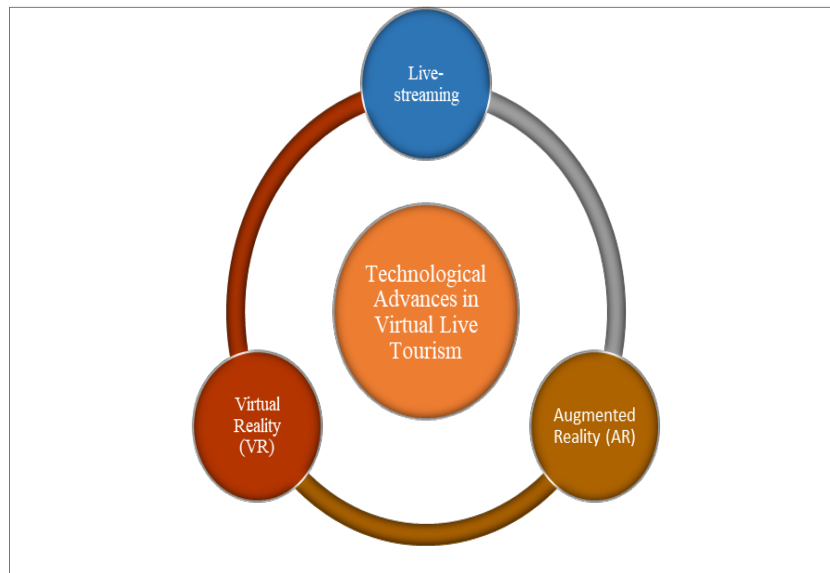 Live-
streaming
Technological
Advances in
Virtual Live
Tourism
Virtual
Reality
(VR)
Augmented
Reality (AR)